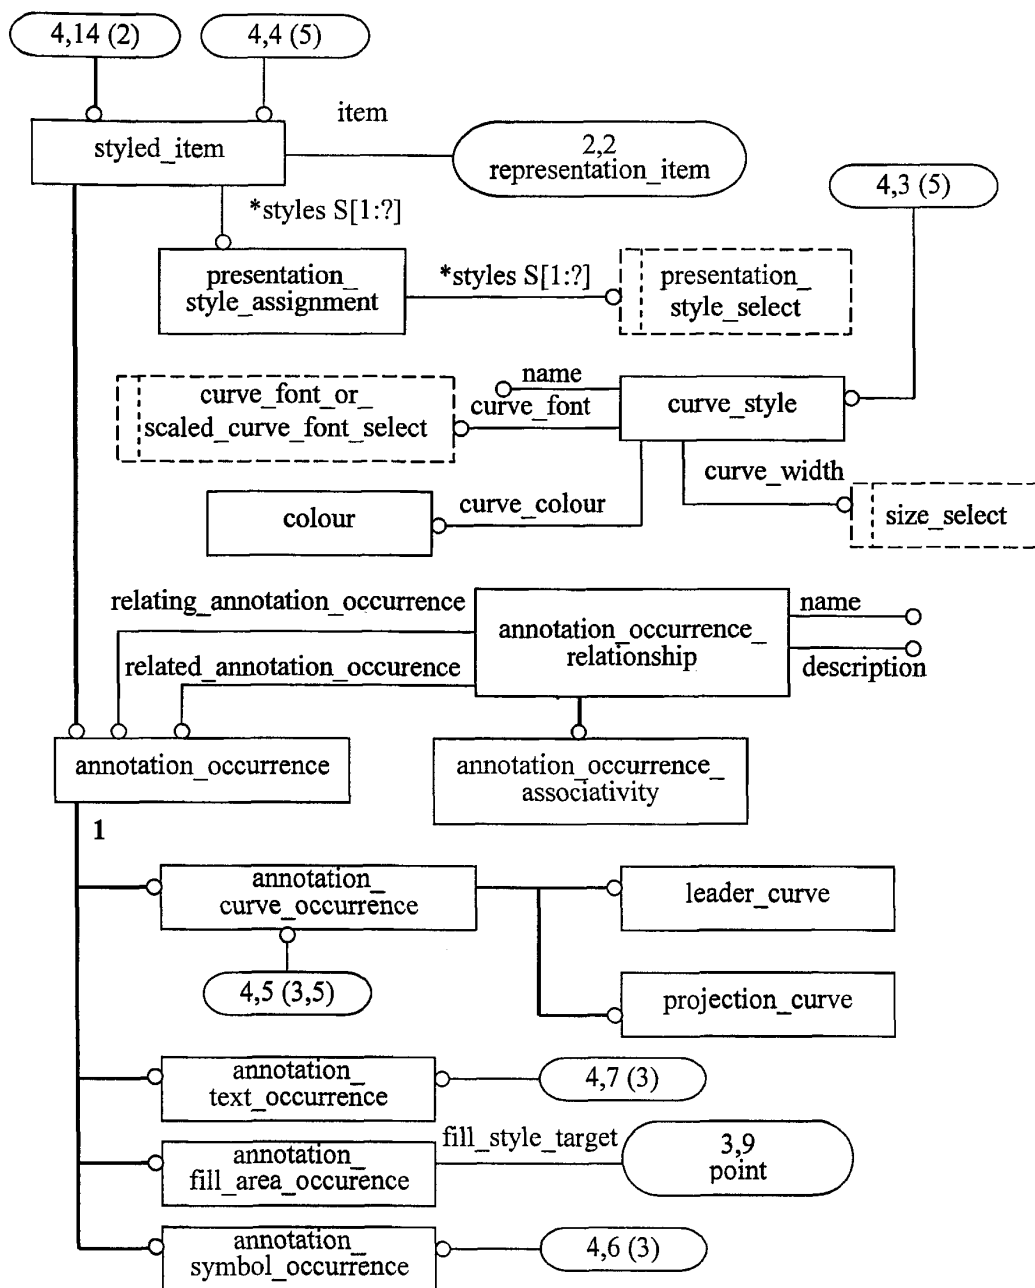 4,14 (2)
4,4 (5)
item
styled_item
2,2
representation_item
4,3 (5)
*styles S[1:?]
presentation_
style_assignment
*styles S[1:?]
presentation_
style_select
name
curve_font_or_
scaled_curve_font_select
curve_font
curve_style
curve_width
colour
curve_colour
size_select
relating_annotation_occurrence
annotation_occurrence_
relationship
name
related_annotation_occurence
description
annotation_occurrence
annotation_occurrence_
associativity
1
annotation_
curve_occurrence
leader_curve
4,5 (3,5)
projection_curve
annotation_
text_occurrence
4,7 (3)
annotation_
fill_area_occurence
fill_style_target
3,9
point
annotation_
symbol_occurrence
4,6 (3)